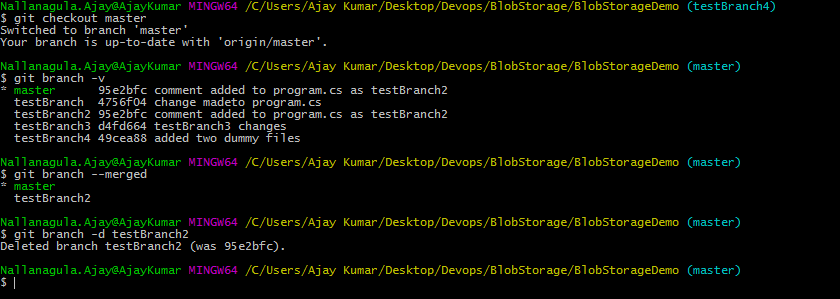 Nallanagula.Ajay@AjayKumar MINGW64 /C/Users/Ajay Kumar/Desktop/Devops/BlobStorage/BlobStorageDemo (testBranch4)
$ git checkout master
Switched to branch 'master'
Your branch is up-to-date with 'origin/master'.
Nallanagula.Ajay@AjayKumar MINGW64 /C/Users/Ajay Kumar/Desktop/Devops/BlobStorage/BlobStorageDemo (master)
$ git branch -v
* master      95e2bfc comment added to program.cs as testBranch2
  testBranch  4756f04 change madeto program.cs
  testBranch2 95e2bfc comment added to program.cs as testBranch2
  testBranch3 d4fd664 testBranch3 changes
  testBranch4 49cea88 added two dummy files
Nallanagula.Ajay@AjayKumar MINGW64 /C/Users/Ajay Kumar/Desktop/Devops/BlobStorage/BlobStorageDemo (master)
$ git branch --merged
* master
  testBranch2
Nallanagula.Ajay@AjayKumar MINGW64 /C/Users/Ajay Kumar/Desktop/Devops/BlobStorage/BlobStorageDemo (master)
$ git branch -d testBranch2
Deleted branch testBranch2 (was 95e2bfc).
Nallanagula.Ajay@AjayKumar MINGW64 /C/Users/Ajay Kumar/Desktop/Devops/BlobStorage/BlobStorageDemo (master)
$